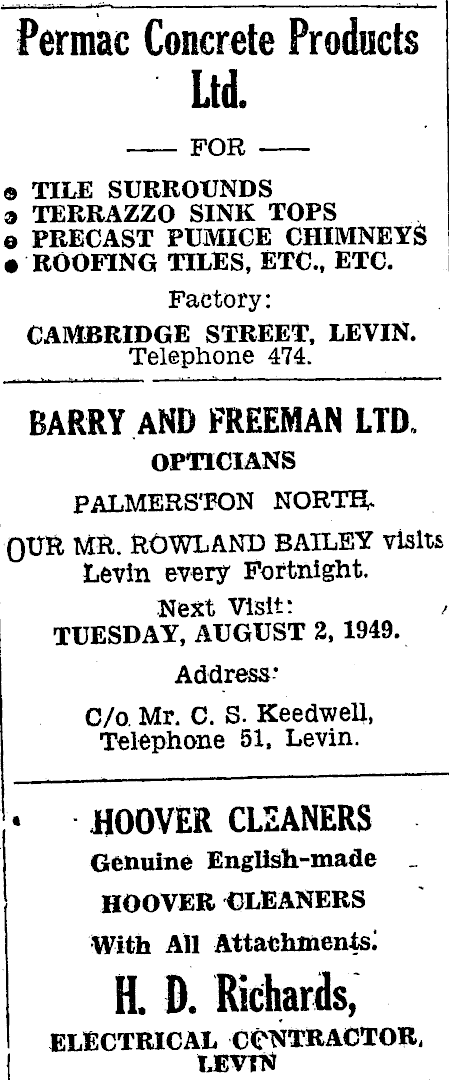 Permac Concrete Products
Ltd.
— FOR —
• TILE SURROUNDS
• TERRAZZO SINK TOPS
• PRECAST PUMICE CHIMNEYS
• ROOFING TILES, ETC., ETC.
Factory:
CAMBRIDGE STREET, LEVIN.
Telephone 474.
BARRY AND FREEMAN LTD.
OPTICIANS
PALMERSTON NORTH.
OUR MR. ROWLAND BAILEY visits
Levin every Fortnight.
Next Visit:
TUESDAY, AUGUST 2, 1949.
Address:
C/o. Mr. C. S. Keedwell,
Telephone 51, Levin.
HOOVER CLEANERS
Genuine English-made
HOOVER CLEANERS
With All Attachments.
H. D. Richards,
ELECTRICAL CONTRACTOR,
LEVIN